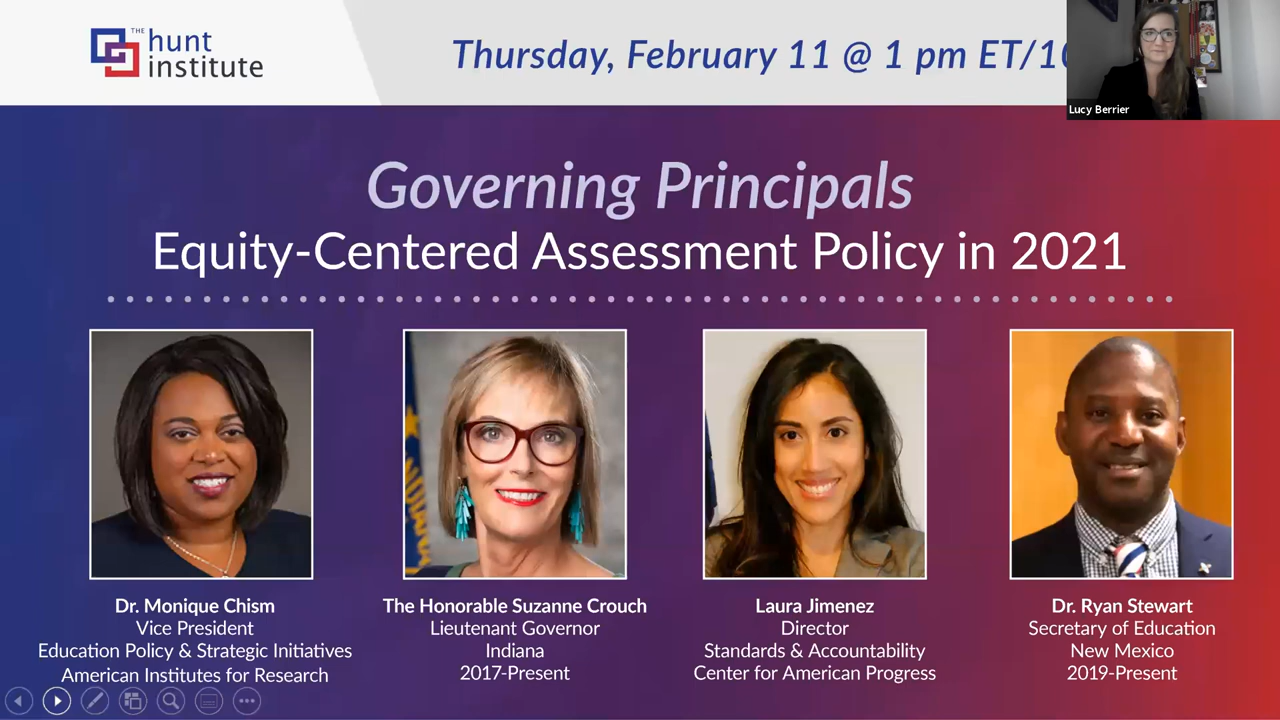 THE hunt
institute
Thursday, February 11 @ 1 pm ET/10
Lucy Berrier
Governing Principals
Equity-Centered Assessment Policy in 2021
Dr. Monique Chism
Vice President
Education Policy & Strategic Initiatives
American Institutes for Research
The Honorable Suzanne Crouch
Lieutenant Governor
Indiana
2017-Present
Laura Jimenez
Director
Standards & Accountability
Center for American Progress
Dr. Ryan Stewart
Secretary of Education
New Mexico
2019-Present